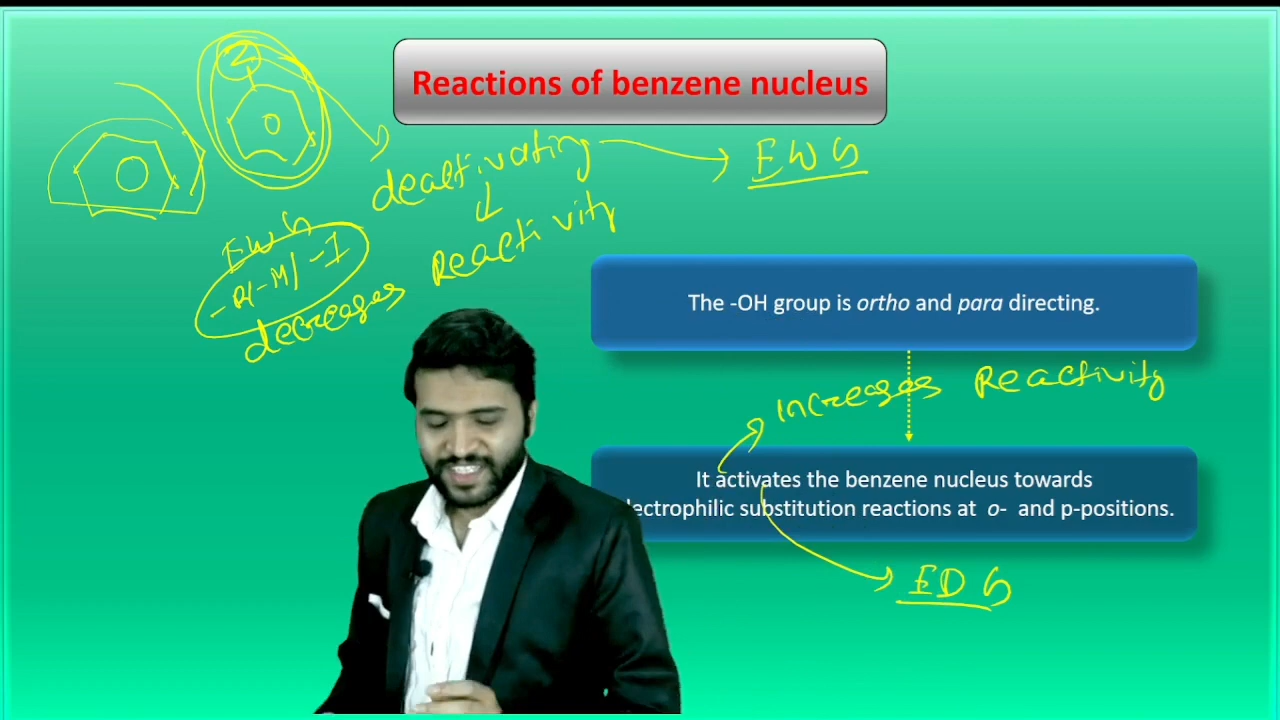 Reactions of benzene nucleus
Z
deactivating
EWG
Reactivity
EWG
-R/-M/-I
decreases
The -OH group is ortho and para directing.
Increases Reactivity
It activates the benzene nucleus towards
lectrophilic substitution reactions at o- and p-positions.
EDG